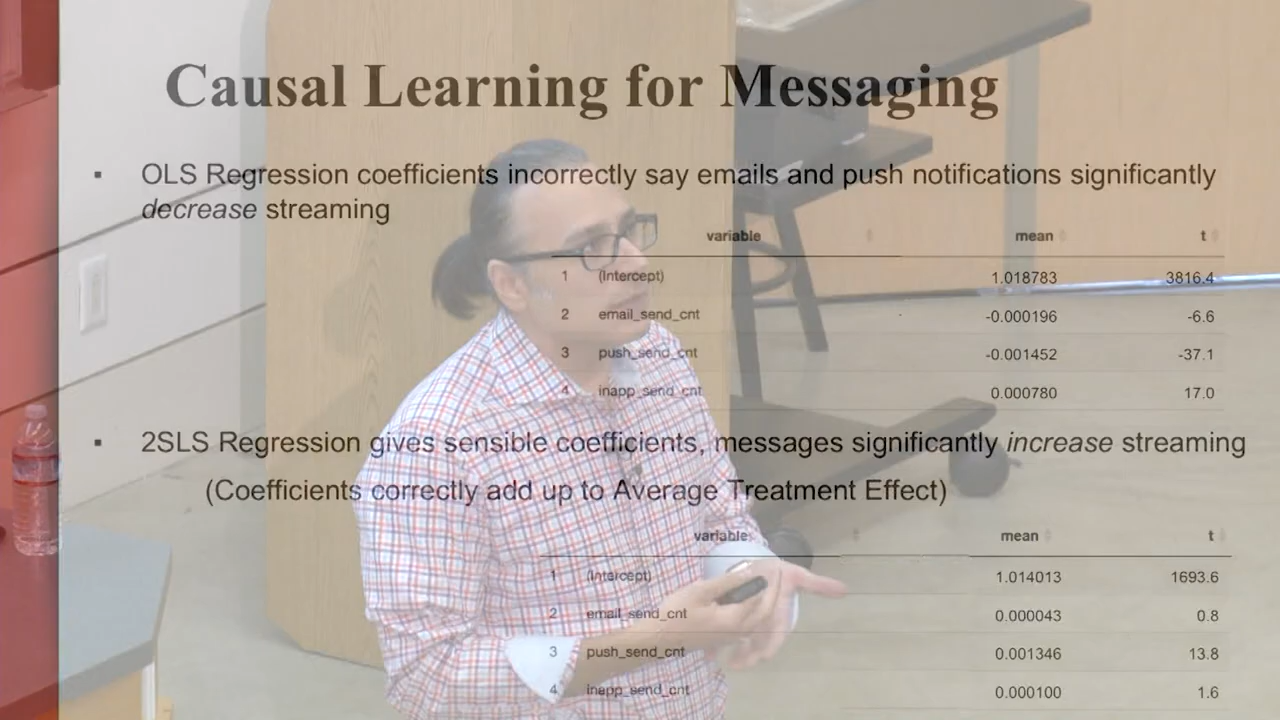 Causal Learning for Messaging
▪ OLS Regression coefficients incorrectly say emails and push notifications significantly
decrease streaming
variable mean t
1 (Intercept) 1.018783 3816.4
2 email_send_cnt -0.000196 -6.6
3 push_send_cnt -0.001452 -37.1
4 inapp_send_cnt 0.000780 17.0
▪ 2SLS Regression gives sensible coefficients, messages significantly increase streaming
(Coefficients correctly add up to Average Treatment Effect)
variable mean t
1 (Intercept) 1.014013 1693.6
2 email_send_cnt 0.000043 0.8
3 push_send_cnt 0.001346 13.8
4 inapp_send_cnt 0.000100 1.6